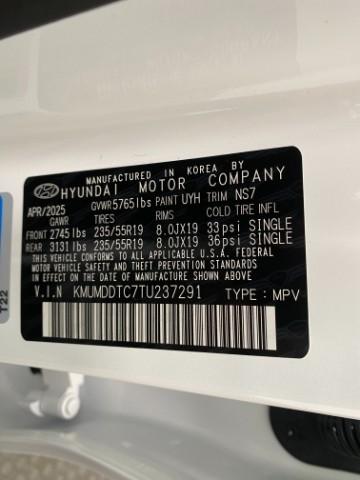 MANUFACTURED IN KOREA BY
HYUNDAI MOTOR COMPANY
APR/2025 GVWR 5765 lbs PAINT UYH TRIM NS7
GAWR TIRES RIMS COLD TIRE INFL
FRONT 2745 lbs 235/55R19 8.0JX19 33 psi SINGLE
REAR 3131 lbs 235/55R19 8.0JX19 36 psi SINGLE
THIS VEHICLE CONFORMS TO ALL APPLICABLE
U.S. FEDERAL MOTOR VEHICLE SAFETY STANDARDS
IN EFFECT ON THE DATE OF MANUFACTURE SHOWN ABOVE.
V.I.N KMUMDDTC7TU237291 TYPE : MPV
T22